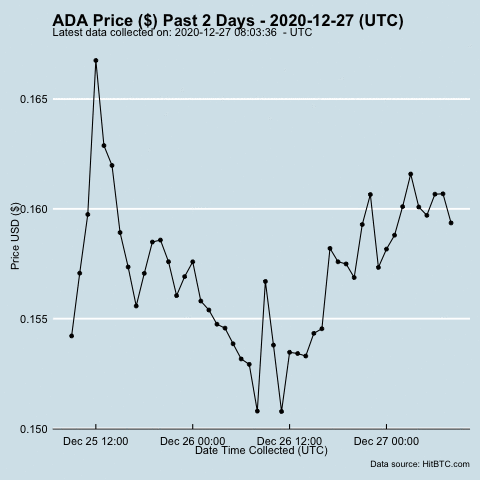 ADA Price ($) Past 2 Days - 2020-12-27 (UTC)
Latest data collected on: 2020-12-27 08:03:36 - UTC
0.165
0.160
0.155
0.150
Price USD ($)
Dec 25 12:00 Dec 26 00:00 Dec 26 12:00 Dec 27 00:00
Date Time Collected (UTC)
Data source: HitBTC.com